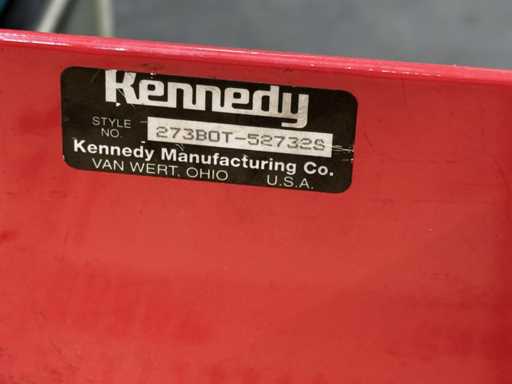 Kennedy
STYLE NO. 273BOT-52732S
Kennedy Manufacturing Co.
VAN WERT. OHIO U.S.A.